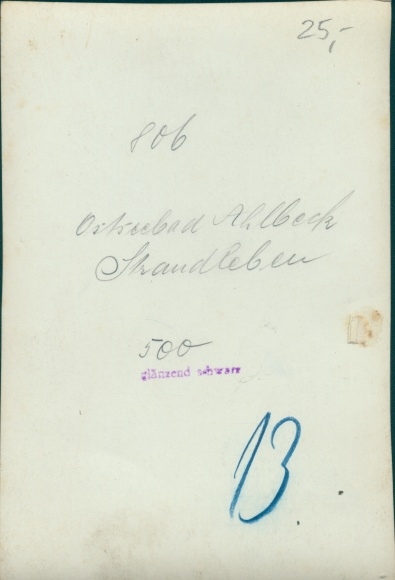 25,-
806
Ostseebad Ahlbeck
Strandleben
500
glänzend schwarz
13